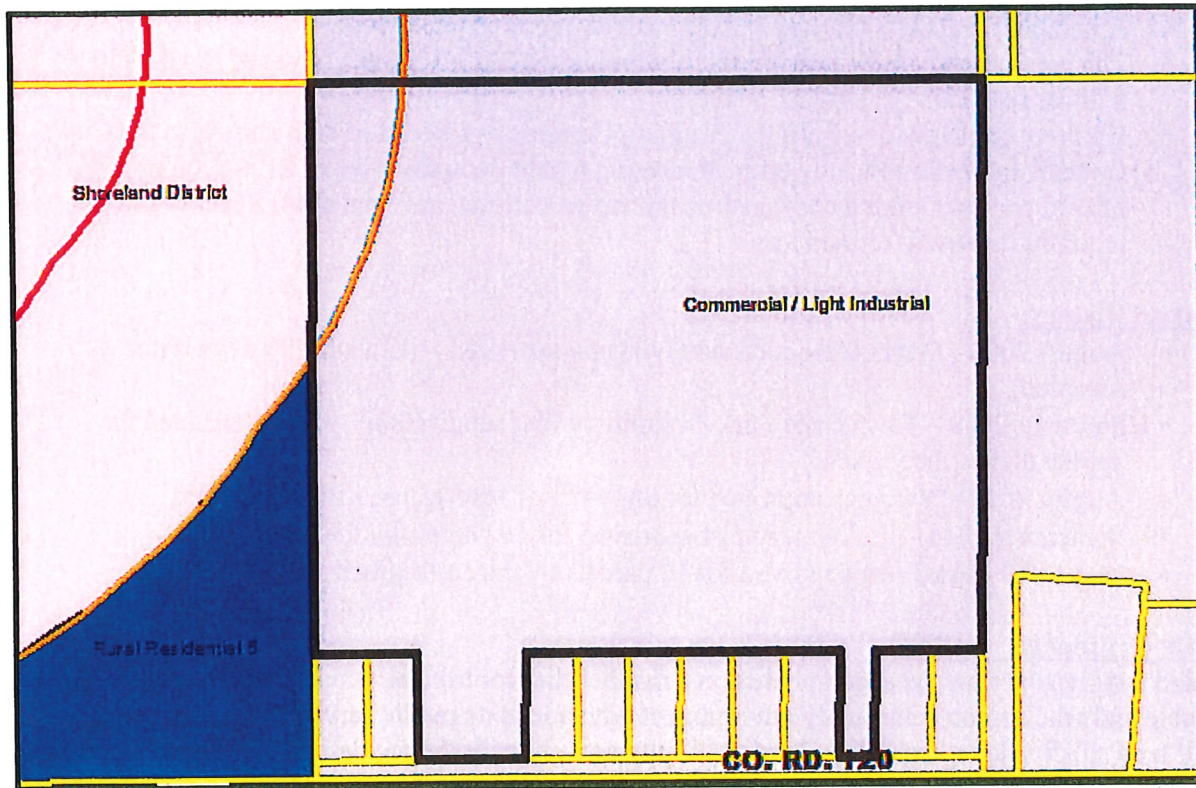 Shoreland District
Commercial / Light Industrial
Rural Residential 5
CO. RD. 120